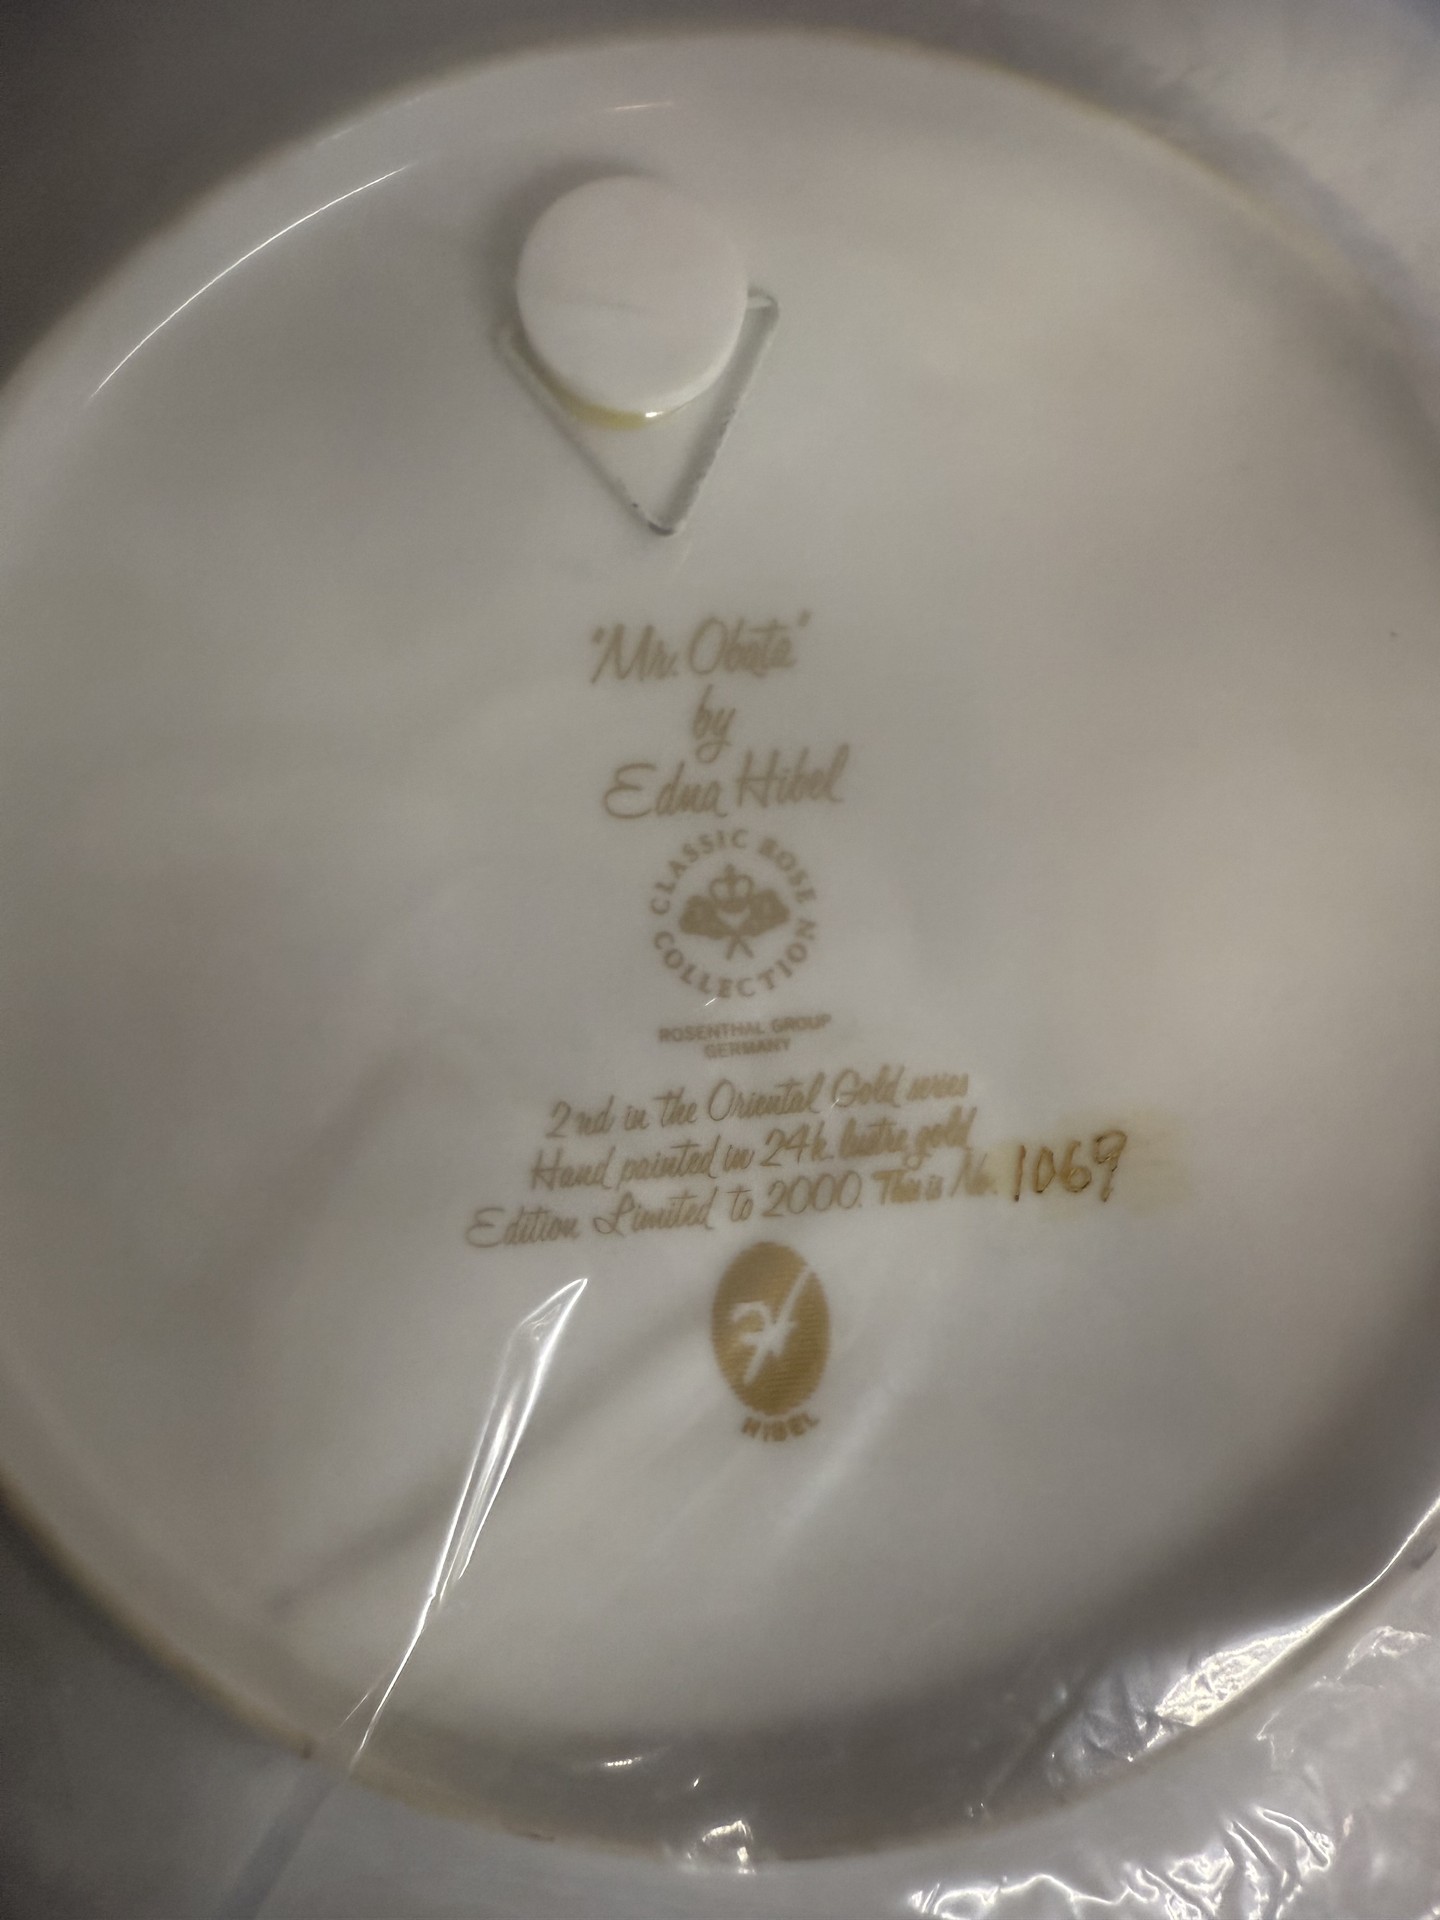 "Mr. Obata"
by
Edna Hibel
CLASSIC ROSE
COLLECTION
ROSENTHAL GROUP
GERMANY
2nd in the Oriental Gold series
Hand painted in 24k. lustre gold
Edition Limited to 2000. This is No. 1069
HIBEL